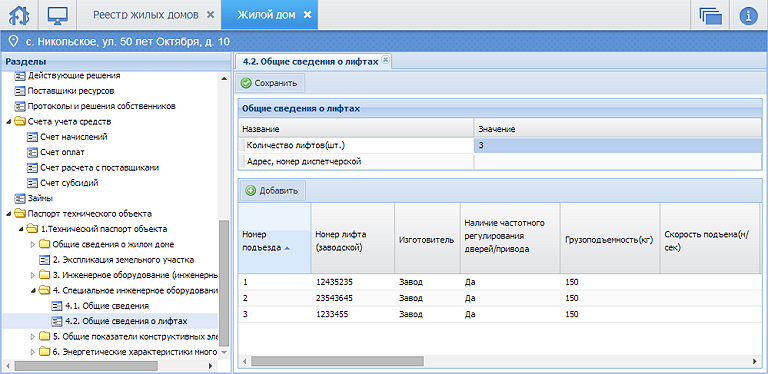 Реестр жилых домов
Жилой дом
с. Никольское, ул. 50 лет Октября, д. 10
Разделы
Действующие решения
Поставщики ресурсов
Протоколы и решения собственников
Счета учета средств
Счет начислений
Счет оплат
Счет расчета с поставщиками
Счет субсидий
Займы
Паспорт технического объекта
1.Технический паспорт объекта
Общие сведения о жилом доме
2. Экспликация земельного участка
3. Инженерное оборудование (инженерны
4. Специальное инженерное оборудовани
4.1. Общие сведения
4.2. Общие сведения о лифтах
5. Общие показатели конструктивных эле
6. Энергетические характеристики много
4.2. Общие сведения о лифтах
Сохранить
Общие сведения о лифтах
Название Значение
Количество лифтов(шт.) 3
Адрес, номер диспетчерской
Добавить
Номер подъезда
Номер лифта (заводской)
Изготовитель
Наличие частотного регулирования дверей/привода
Грузоподъемность(кг)
Скорость подъема(м/сек)
1 12435235 Завод Да 150
2 23543645 Завод Да 150
3 1233455 Завод Да 150